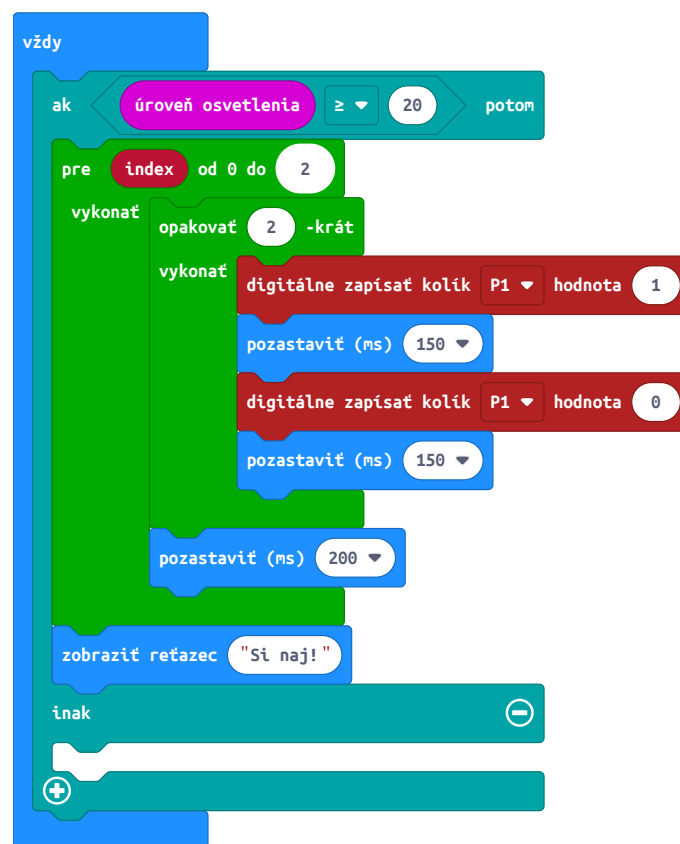 vždy
ak úroveň osvetlenia ≥ 20 potom
pre index od 0 do 2
vykonať
opakovať 2 -krát
vykonať
digitálne zapísať kolík P1 hodnota 1
pozastaviť (ms) 150
digitálne zapísať kolík P1 hodnota 0
pozastaviť (ms) 150
pozastaviť (ms) 200
zobraziť reťazec "Si naj!"
inak